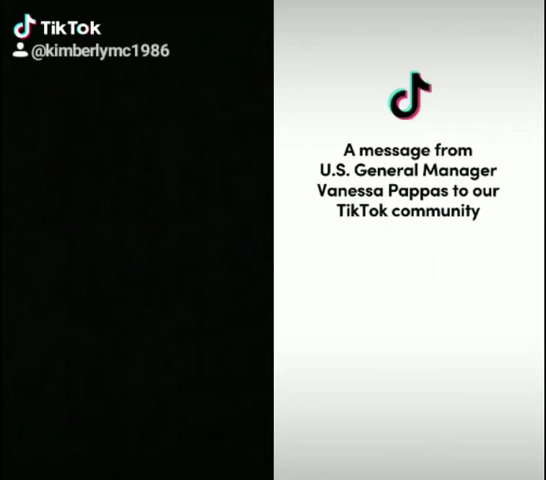 TikTok
@kimberlymc1986
A message from
U.S. General Manager
Vanessa Pappas to our
TikTok community